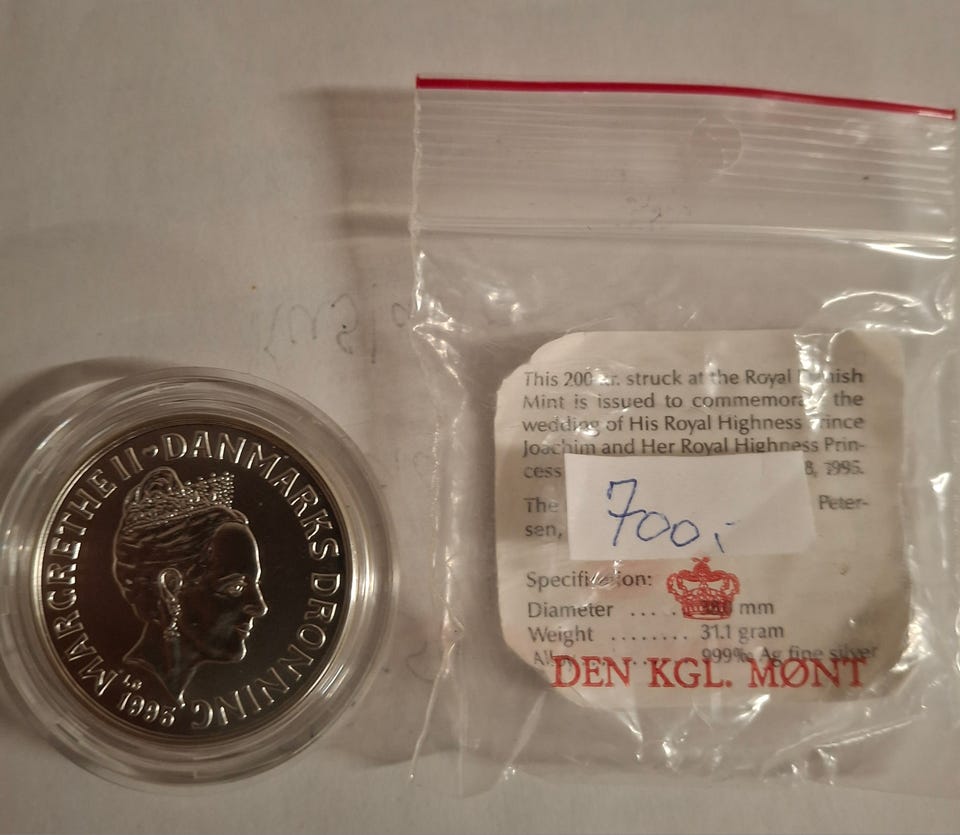 MARGRETHE II - DANMARKS DRONNING. 1995
This 200 kr. struck at the Royal Danish
Mint is issued to commemorate the
wedding of His Royal Highness Prince
Joachim and Her Royal Highness Prin-
cess 8, 1995.
The Peter-
sen,
700,-
Specification:
Diameter ..... mm
Weight ........ 31.1 gram
999‰ Ag fine silver
DEN KGL. MØNT